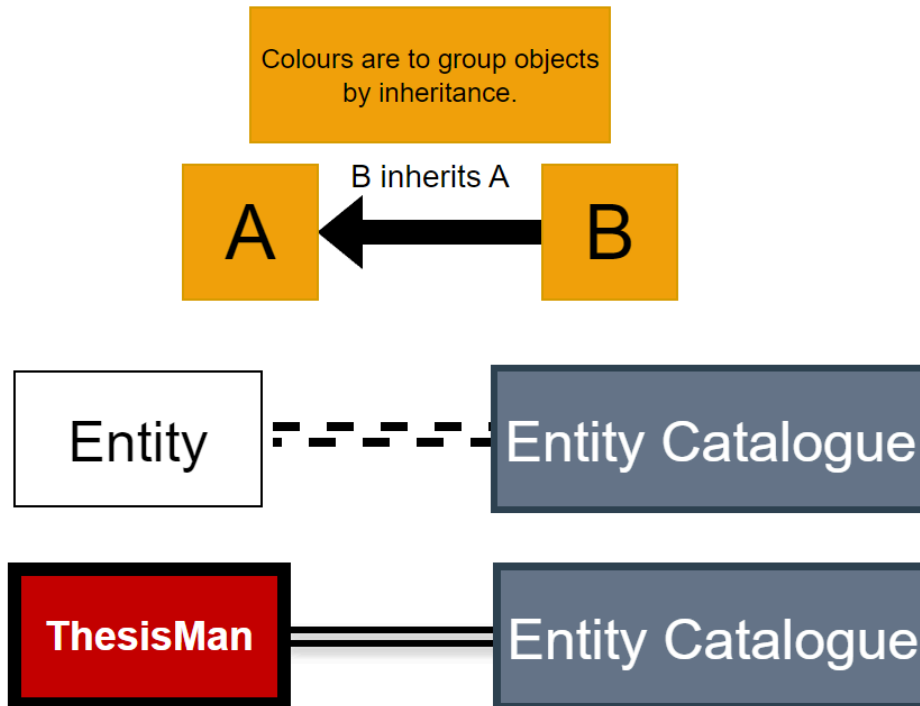 Colours are to group objects
by inheritance.
B inherits A
A
B
Entity
Entity Catalogue
ThesisMan
Entity Catalogue